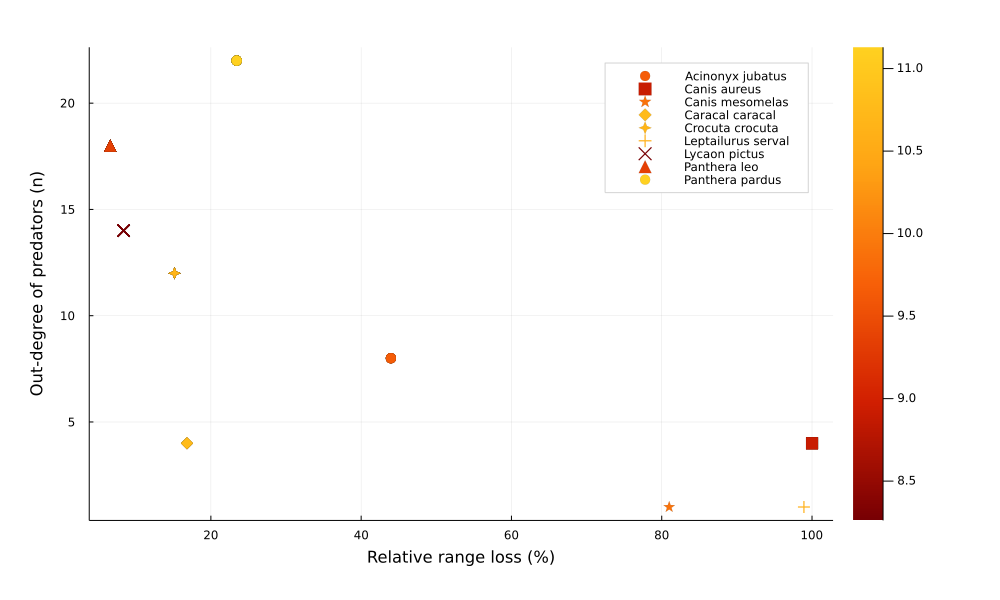 Out-degree of predators (n)
20
15
10
5
20
40
60
80
100
Relative range loss (%)
Acinonyx jubatus
Canis aureus
Canis mesomelas
Caracal caracal
Crocuta crocuta
Leptailurus serval
Lycaon pictus
Panthera leo
Panthera pardus
11.0
10.5
10.0
9.5
9.0
8.5